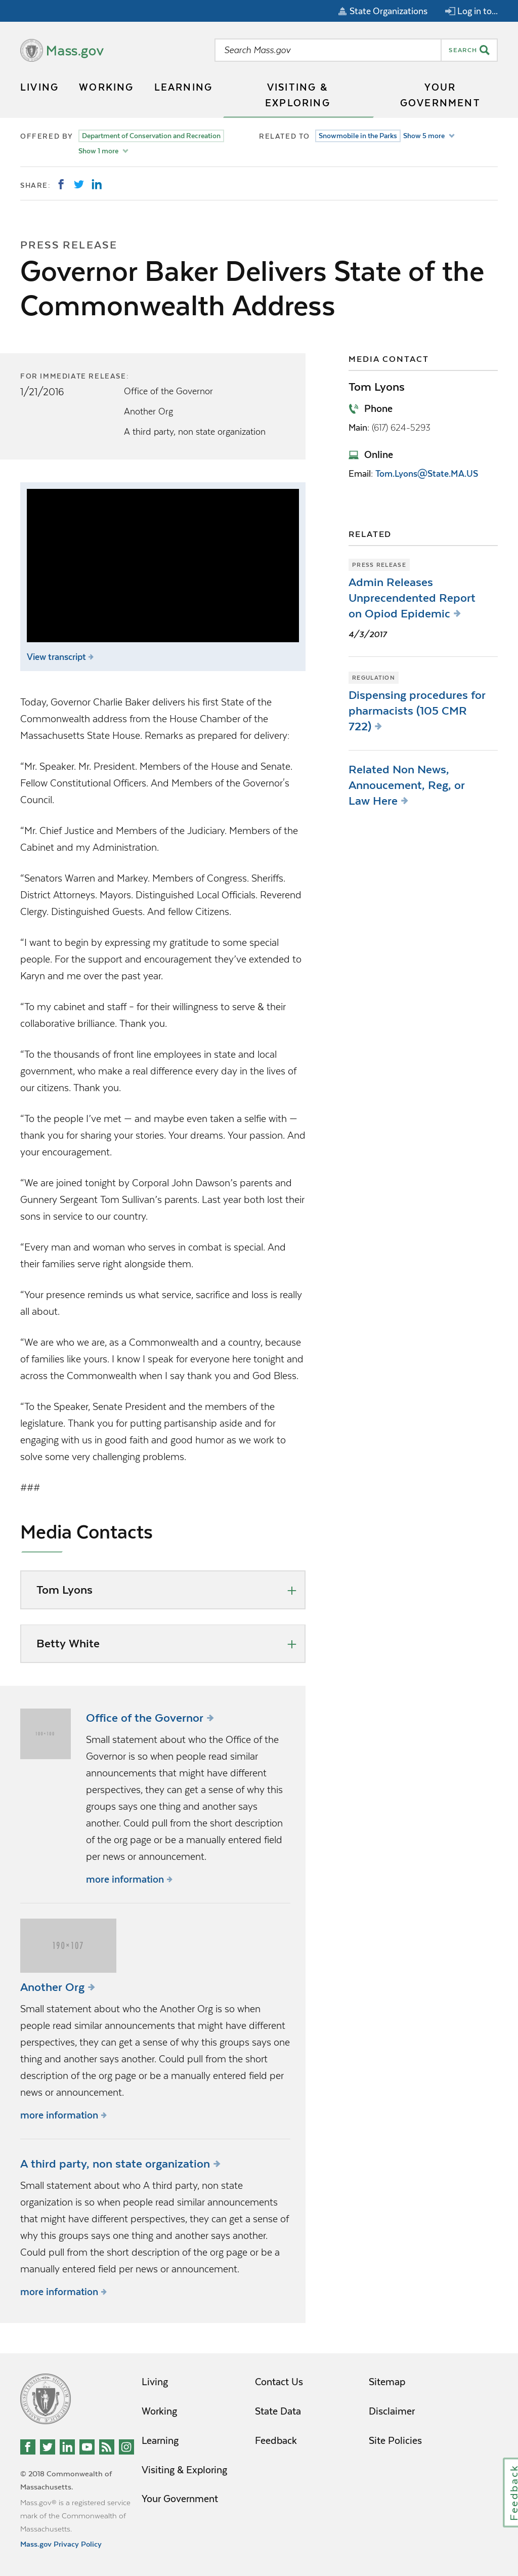 State Organizations Log in to...
Mass.gov
Search Mass.gov
SEARCH
LIVING WORKING LEARNING VISITING & EXPLORING YOUR GOVERNMENT
OFFERED BY Department of Conservation and Recreation
Show 1 more
RELATED TO Snowmobile in the Parks Show 5 more
SHARE:
PRESS RELEASE
Governor Baker Delivers State of the
Commonwealth Address
FOR IMMEDIATE RELEASE:
1/21/2016
Office of the Governor
Another Org
A third party, non state organization
View transcript
Today, Governor Charlie Baker delivers his first State of the
Commonwealth address from the House Chamber of the
Massachusetts State House. Remarks as prepared for delivery:
"Mr. Speaker. Mr. President. Members of the House and Senate.
Fellow Constitutional Officers. And Members of the Governor's
Council.
"Mr. Chief Justice and Members of the Judiciary. Members of the
Cabinet and my Administration.
"Senators Warren and Markey. Members of Congress. Sheriffs.
District Attorneys. Mayors. Distinguished Local Officials. Reverend
Clergy. Distinguished Guests. And fellow Citizens.
"I want to begin by expressing my gratitude to some special
people. For the support and encouragement they've extended to
Karyn and me over the past year.
"To my cabinet and staff – for their willingness to serve & their
collaborative brilliance. Thank you.
"To the thousands of front line employees in state and local
government, who make a real difference every day in the lives of
our citizens. Thank you.
"To the people I've met — and maybe even taken a selfie with —
thank you for sharing your stories. Your dreams. Your passion. And
your encouragement.
"We are joined tonight by Corporal John Dawson's parents and
Gunnery Sergeant Tom Sullivan's parents. Last year both lost their
sons in service to our country.
"Every man and woman who serves in combat is special. And
their families serve right alongside them.
"Your presence reminds us what service, sacrifice and loss is really
all about.
"We are who we are, as a Commonwealth and a country, because
of families like yours. I know I speak for everyone here tonight and
across the Commonwealth when I say thank you and God Bless.
"To the Speaker, Senate President and the members of the
legislature. Thank you for putting partisanship aside and for
engaging with us in good faith and good humor as we work to
solve some very challenging problems.
###
Media Contacts
Tom Lyons
Betty White
100×100
Office of the Governor
Small statement about who the Office of the
Governor is so when people read similar
announcements that might have different
perspectives, they can get a sense of why this
groups says one thing and another says
another. Could pull from the short description
of the org page or be a manually entered field
per news or announcement.
more information
190×107
Another Org
Small statement about who the Another Org is so when
people read similar announcements that might have different
perspectives, they can get a sense of why this groups says one
thing and another says another. Could pull from the short
description of the org page or be a manually entered field per
news or announcement.
more information
A third party, non state organization
Small statement about who A third party, non state
organization is so when people read similar announcements
that might have different perspectives, they can get a sense of
why this groups says one thing and another says another.
Could pull from the short description of the org page or be a
manually entered field per news or announcement.
more information
MEDIA CONTACT
Tom Lyons
Phone
Main: (617) 624-5293
Online
Email: Tom.Lyons@State.MA.US
RELATED
PRESS RELEASE
Admin Releases
Unprecendented Report
on Opiod Epidemic
4/3/2017
REGULATION
Dispensing procedures for
pharmacists (105 CMR
722)
Related Non News,
Annoucement, Reg, or
Law Here
Living
Working
Learning
Visiting & Exploring
Your Government
Contact Us
State Data
Feedback
Sitemap
Disclaimer
Site Policies
© 2018 Commonwealth of
Massachusetts.
Mass.gov® is a registered service
mark of the Commonwealth of
Massachusetts.
Mass.gov Privacy Policy
Feedback